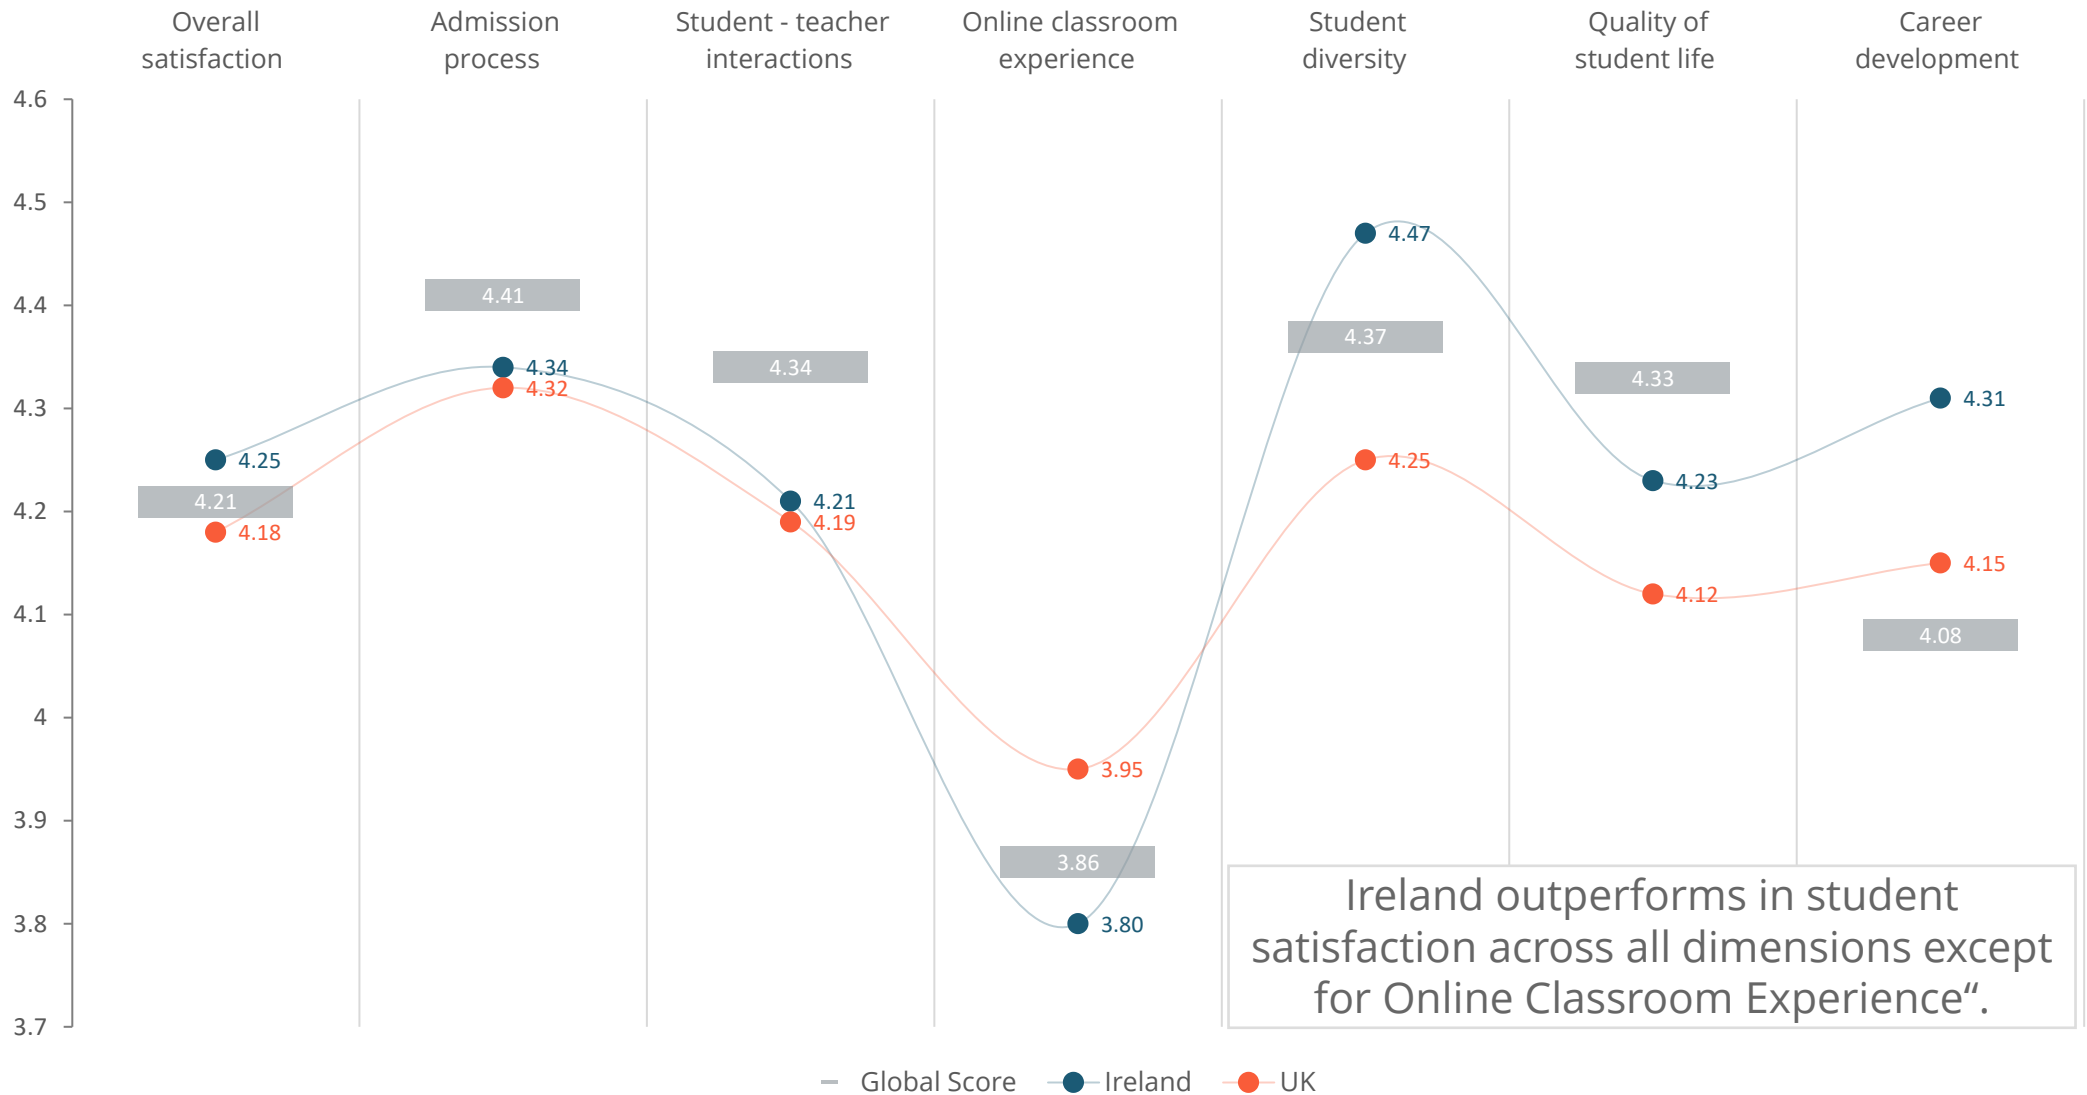 Overall
satisfaction
Admission
process
Student - teacher
interactions
Online classroom
experience
Student
diversity
Quality of
student life
Career
development
4.6
4.5
4.4
4.3
4.2
4.1
4
3.9
3.8
3.7
4.25
4.21
4.18
4.41
4.34
4.32
4.34
4.21
4.19
3.95
3.86
3.80
4.47
4.37
4.25
4.33
4.23
4.12
4.31
4.15
4.08
Ireland outperforms in student
satisfaction across all dimensions except
for Online Classroom Experience“.
Global Score
Ireland
UK